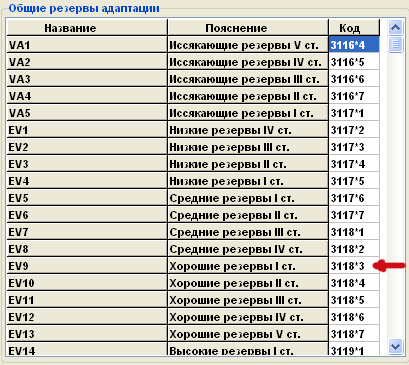 Общие резервы адаптации
Название Пояснение Код
VA1 Иссякающие резервы V ст. 3116*4
VA2 Иссякающие резервы IV ст. 3116*5
VA3 Иссякающие резервы III ст. 3116*6
VA4 Иссякающие резервы II ст. 3116*7
VA5 Иссякающие резервы I ст. 3117*1
EV1 Низкие резервы IV ст. 3117*2
EV2 Низкие резервы III ст. 3117*3
EV3 Низкие резервы II ст. 3117*4
EV4 Низкие резервы I ст. 3117*5
EV5 Средние резервы I ст. 3117*6
EV6 Средние резервы II ст. 3117*7
EV7 Средние резервы III ст. 3118*1
EV8 Средние резервы IV ст. 3118*2
EV9 Хорошие резервы I ст. 3118*3
EV10 Хорошие резервы II ст. 3118*4
EV11 Хорошие резервы III ст. 3118*5
EV12 Хорошие резервы IV ст. 3118*6
EV13 Хорошие резервы V ст. 3118*7
EV14 Высокие резервы I ст. 3119*1